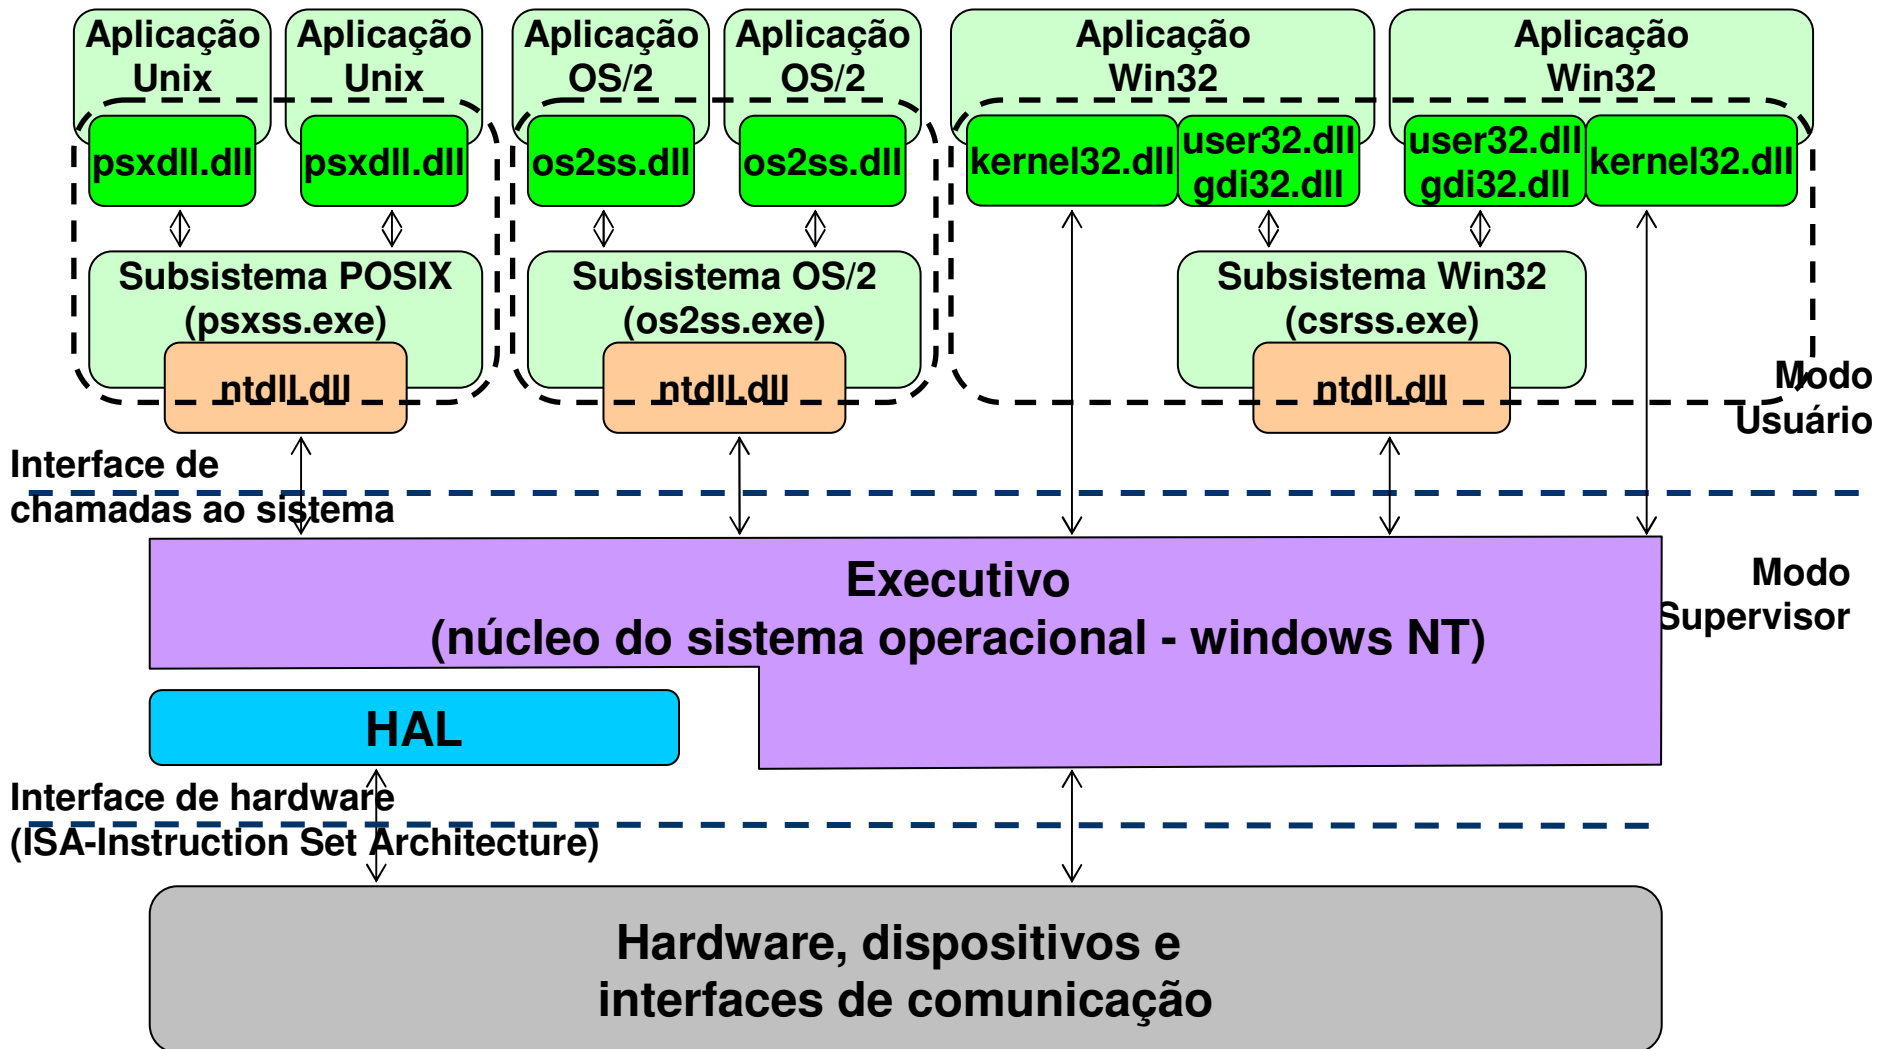 Aplicação
Unix
Aplicação
Unix
Aplicação
OS/2
Aplicação
OS/2
Aplicação
Win32
Aplicação
Win32
psxdll.dll
psxdll.dll
os2ss.dll
os2ss.dll
kernel32.dll
user32.dll
gdi32.dll
user32.dll
gdi32.dll
kernel32.dll
Subsistema POSIX
(psxss.exe)
Subsistema OS/2
(os2ss.exe)
Subsistema Win32
(csrss.exe)
ntdll.dll
ntdll.dll
ntdll.dll
Modo
Usuário
Interface de
chamadas ao sistema
Executivo
(núcleo do sistema operacional - windows NT)
Modo
Supervisor
HAL
Interface de hardware
(ISA-Instruction Set Architecture)
Hardware, dispositivos e
interfaces de comunicação